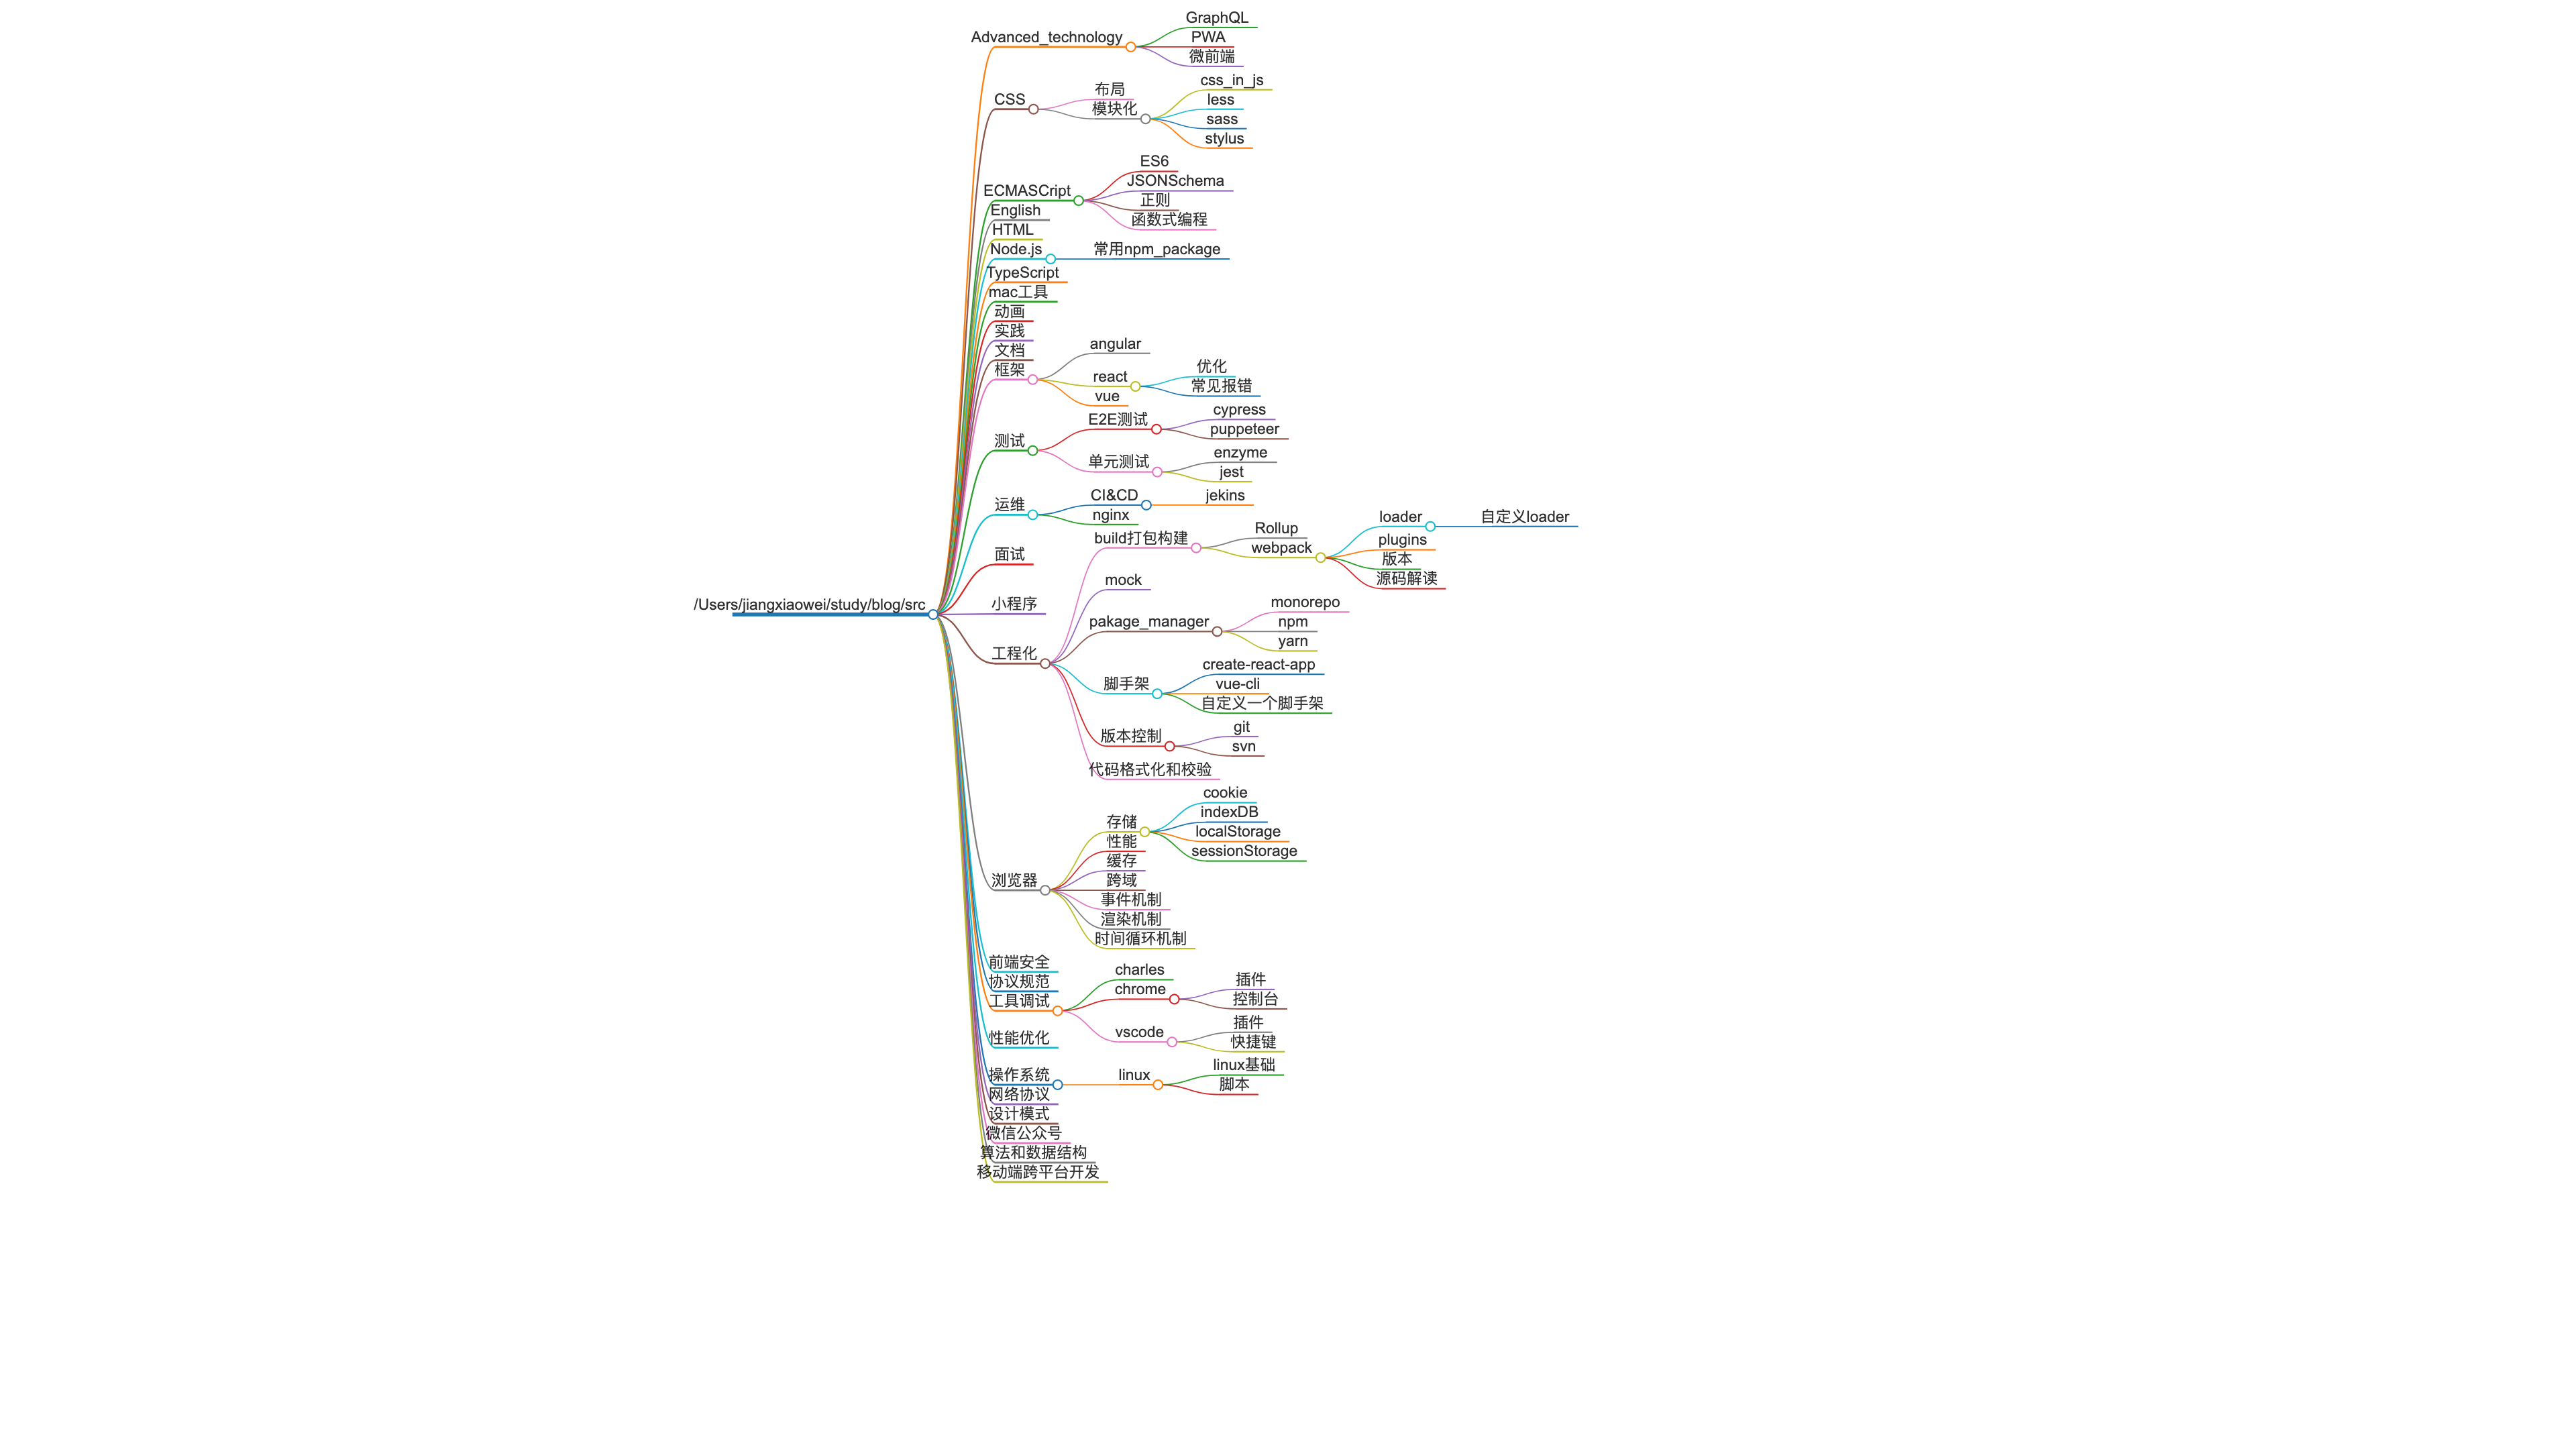 GraphQL
Advanced_technology
PWA
微前端
css_in_js
布局
CSS
less
模块化
sass
stylus
ES6
JSONSchema
ECMASCript
正则
English
函数式编程
HTML
Node.js
常用npm_package
TypeScript
mac工具
动画
实践
文档
angular
框架
优化
react
常见报错
vue
cypress
E2E测试
puppeteer
测试
enzyme
单元测试
jest
CI&CD
jekins
运维
nginx
loader
自定义loader
Rollup
build打包构建
plugins
webpack
面试
版本
源码解读
mock
/Users/jiangxiaowei/study/blog/src
小程序
monorepo
pakage_manager
npm
yarn
工程化
create-react-app
脚手架
vue-cli
自定义一个脚手架
git
版本控制
svn
代码格式化和校验
cookie
indexDB
存储
localStorage
性能
sessionStorage
缓存
浏览器
跨域
事件机制
渲染机制
时间循环机制
前端安全
charles
协议规范
插件
chrome
工具调试
控制台
插件
vscode
性能优化
快捷键
linux基础
操作系统
linux
脚本
网络协议
设计模式
微信公众号
算法和数据结构
移动端跨平台开发